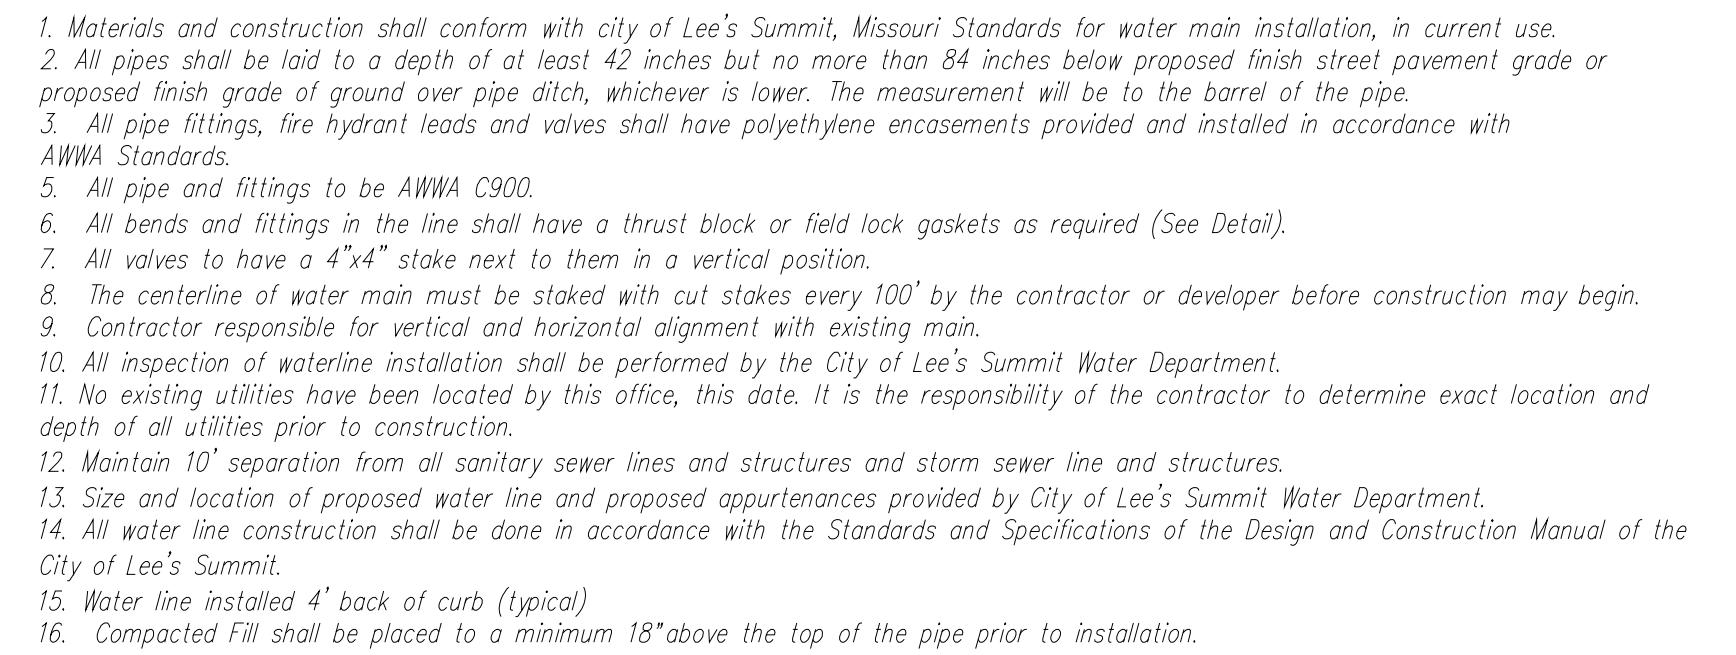 1. Materials and construction shall conform with city of Lee's Summit, Missouri Standards for water main installation, in current use.
2. All pipes shall be laid to a depth of at least 42 inches but no more than 84 inches below proposed finish street pavement grade or
proposed finish grade of ground over pipe ditch, whichever is lower. The measurement will be to the barrel of the pipe.
3. All pipe fittings, fire hydrant leads and valves shall have polyethylene encasements provided and installed in accordance with
AWWA Standards.
5. All pipe and fittings to be AWWA C900.
6. All bends and fittings in the line shall have a thrust block or field lock gaskets as required (See Detail).
7. All valves to have a 4"x4" stake next to them in a vertical position.
8. The centerline of water main must be staked with cut stakes every 100' by the contractor or developer before construction may begin.
9. Contractor responsible for vertical and horizontal alignment with existing main.
10. All inspection of waterline installation shall be performed by the City of Lee's Summit Water Department.
11. No existing utilities have been located by this office, this date. It is the responsibility of the contractor to determine exact location and
depth of all utilities prior to construction.
12. Maintain 10' separation from all sanitary sewer lines and structures and storm sewer line and structures.
13. Size and location of proposed water line and proposed appurtenances provided by City of Lee's Summit Water Department.
14. All water line construction shall be done in accordance with the Standards and Specifications of the Design and Construction Manual of the
City of Lee's Summit.
15. Water line installed 4' back of curb (typical)
16. Compacted Fill shall be placed to a minimum 18"above the top of the pipe prior to installation.